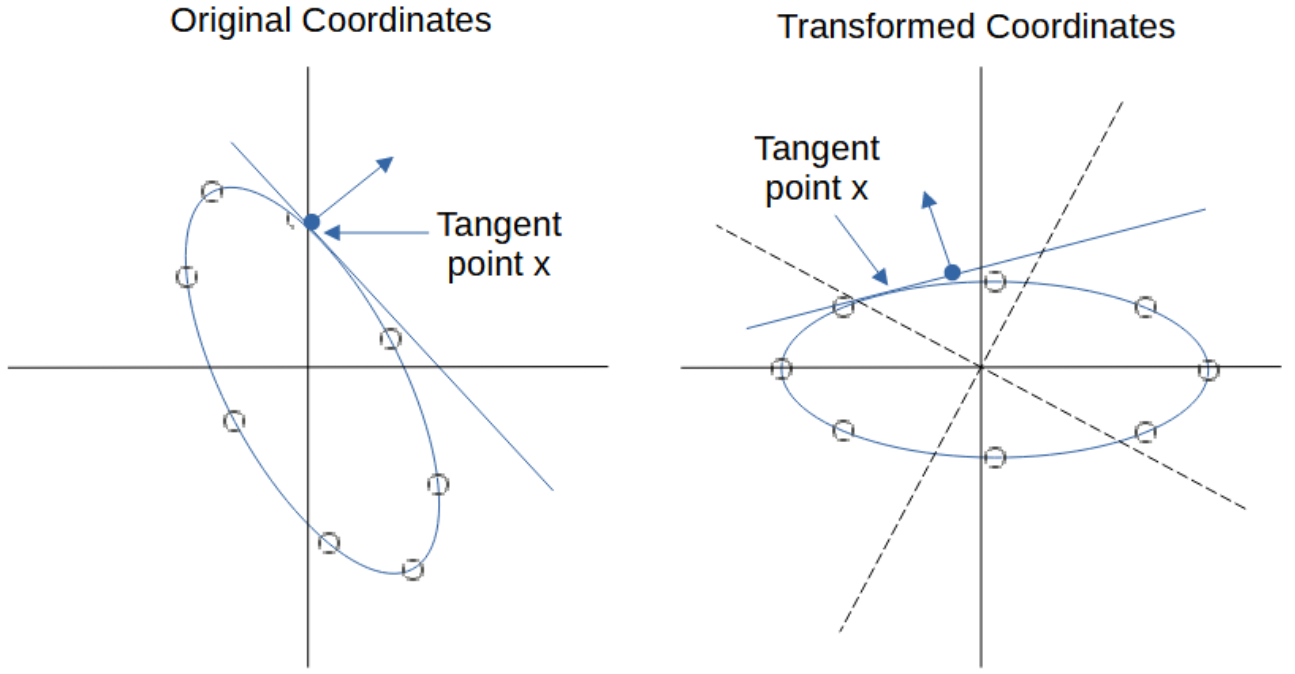 Original Coordinates
Transformed Coordinates
Tangent
point x
Tangent
point x